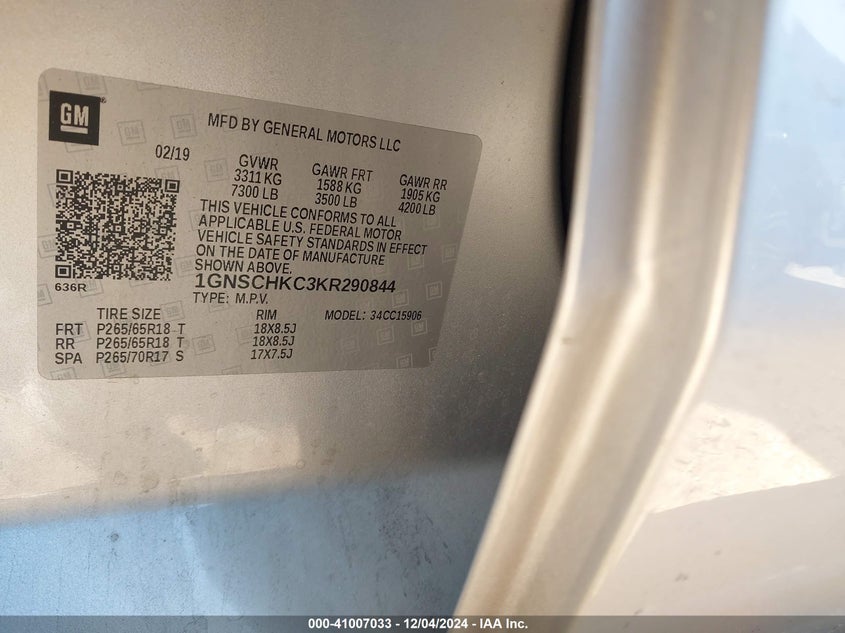 GM
MFD BY GENERAL MOTORS LLC
02/19
GVWR
3311 KG
7300 LB
GAWR FRT
1588 KG
3500 LB
GAWR RR
1905 KG
4200 LB
THIS VEHICLE CONFORMS TO ALL
APPLICABLE U.S. FEDERAL MOTOR
VEHICLE SAFETY STANDARDS IN EFFECT
ON THE DATE OF MANUFACTURE
SHOWN ABOVE.
636R
1GNSCHKC3KR290844
TYPE: M.P.V.
TIRE SIZE RIM MODEL: 34CC15906
FRT P265/65R18 T 18X8.5J
RR P265/65R18 T 18X8.5J
SPA P265/70R17 S 17X7.5J
000-41007033 - 12/04/2024 - IAA Inc.